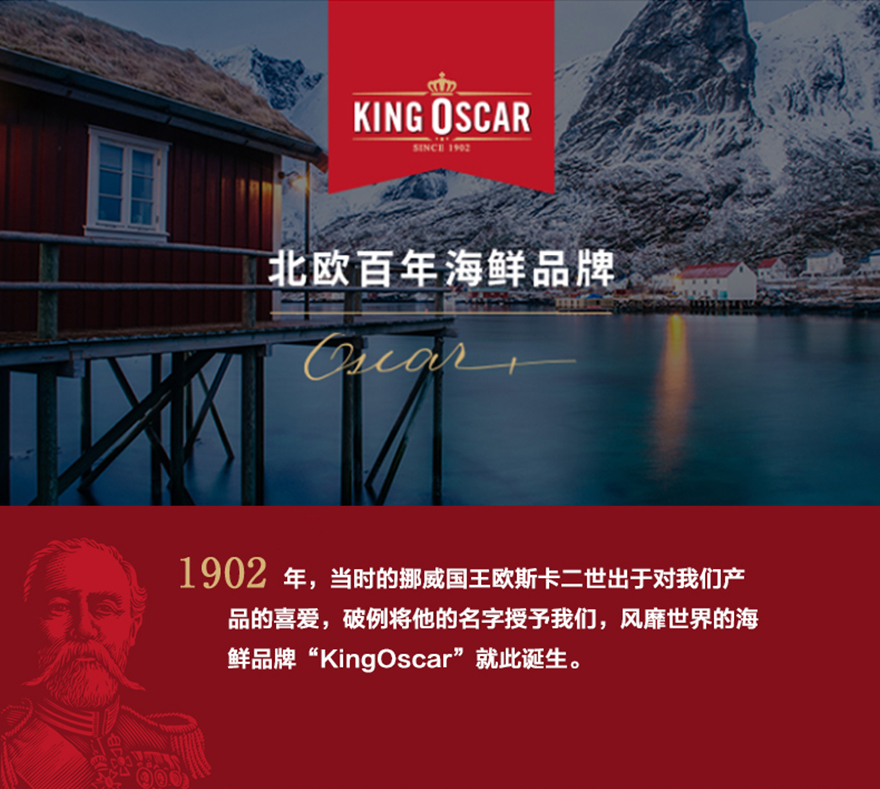 KING OSCAR
SINCE 1902
北欧百年海鲜品牌
Oscar
1902 年，当时的挪威国王欧斯卡二世出于对我们产
品的喜爱，破例将他的名字授予我们，风靡世界的海
鲜品牌“KingOscar”就此诞生。